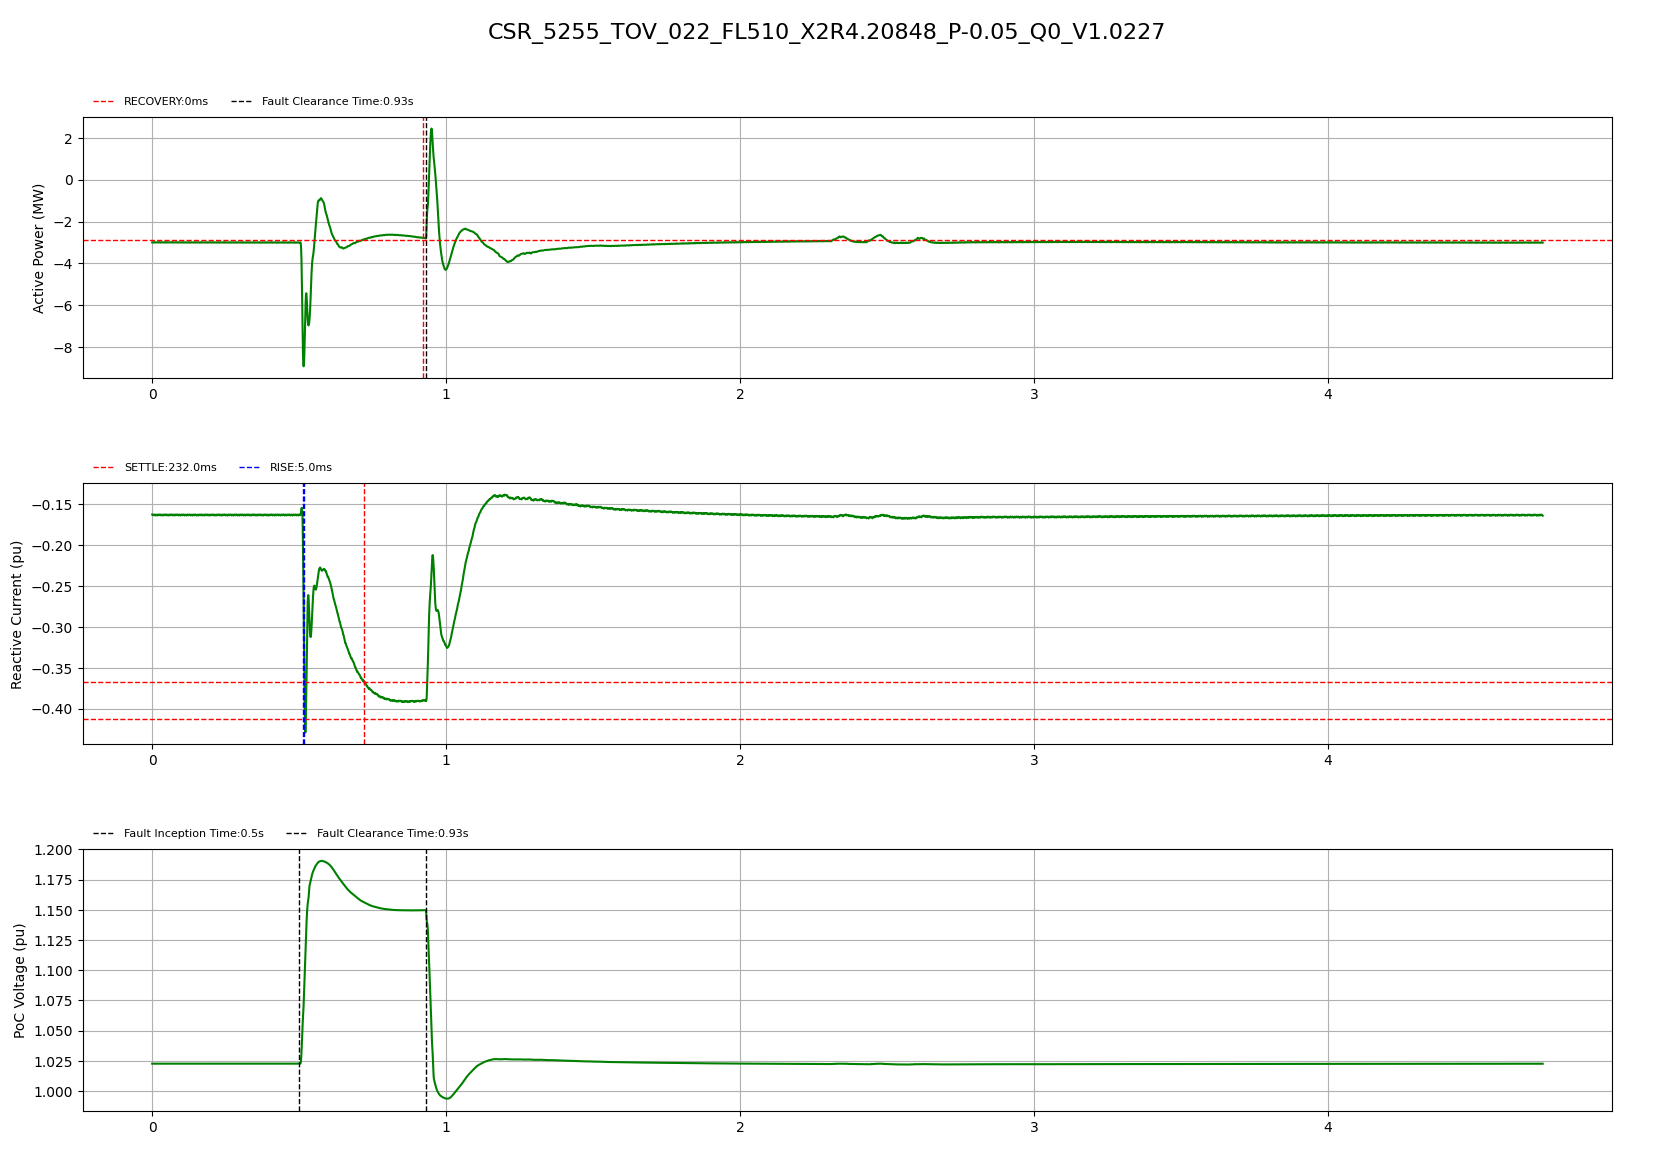 CSR_5255_TOV_022_FL510_X2R4.20848_P-0.05_Q0_V1.0227
RECOVERY:0ms Fault Clearance Time:0.93s
Active Power (MW)
2
0
−2
−4
−6
−8
0 1 2 3 4
SETTLE:232.0ms RISE:5.0ms
Reactive Current (pu)
−0.15
−0.20
−0.25
−0.30
−0.35
−0.40
0 1 2 3 4
Fault Inception Time:0.5s Fault Clearance Time:0.93s
PoC Voltage (pu)
1.200
1.175
1.150
1.125
1.100
1.075
1.050
1.025
1.000
0 1 2 3 4